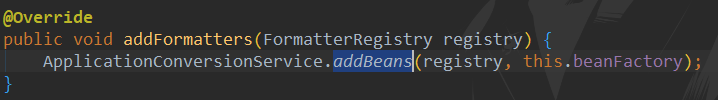 @Override
public void addFormatters(FormatterRegistry registry) {
    ApplicationConversionService.addBeans(registry, this.beanFactory);
}